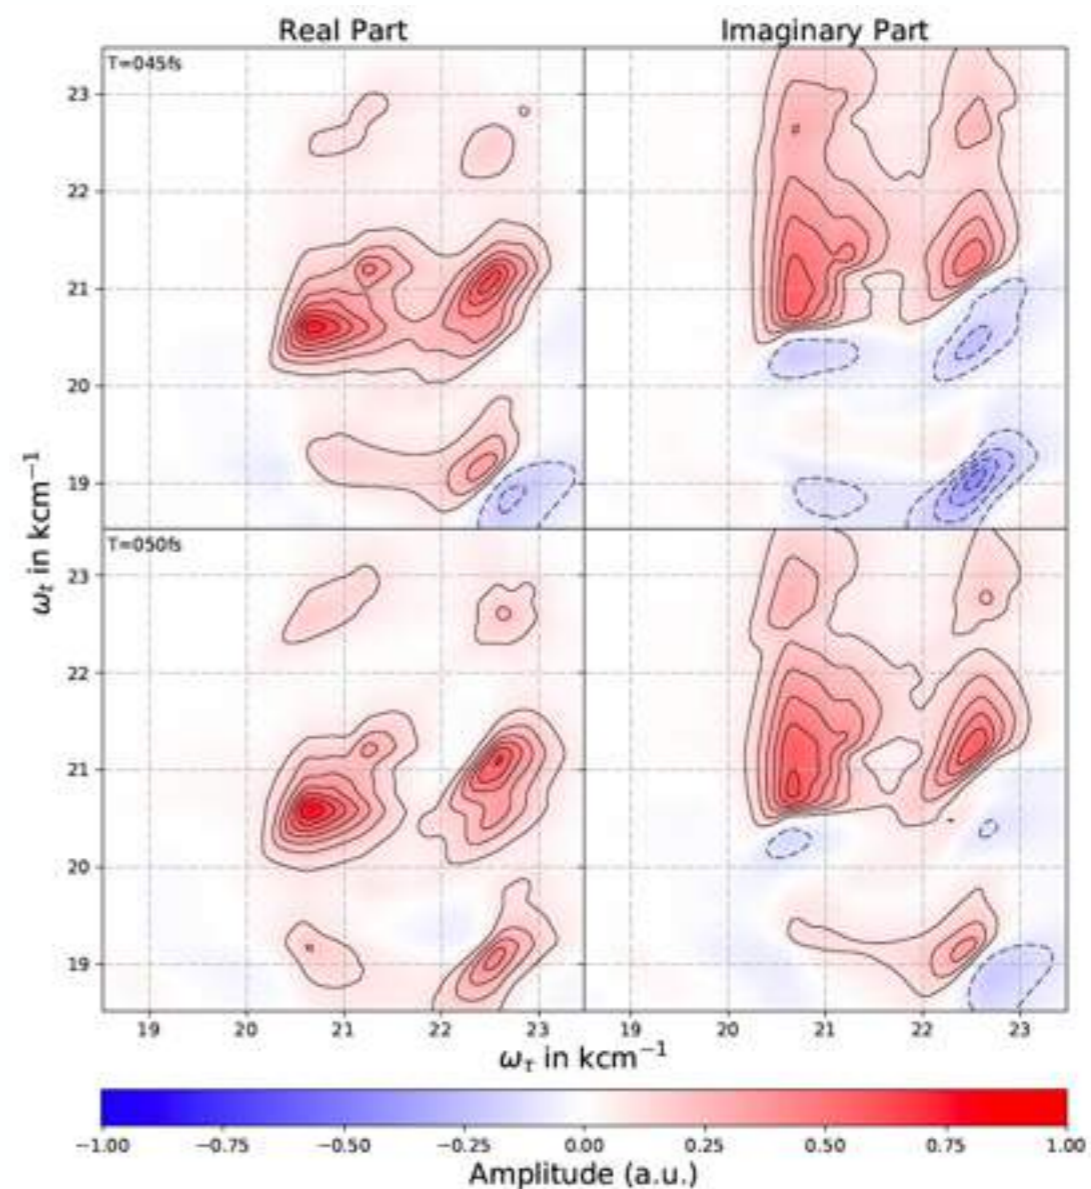 Real Part Imaginary Part
T=045fs
23
22
21
20
19
T=050fs
23
22
21
20
19
ωt in kcm−1
19 20 21 22 23 19 20 21 22 23
ωτ in kcm−1
−1.00 −0.75 −0.50 −0.25 0.00 0.25 0.50 0.75 1.00
Amplitude (a.u.)